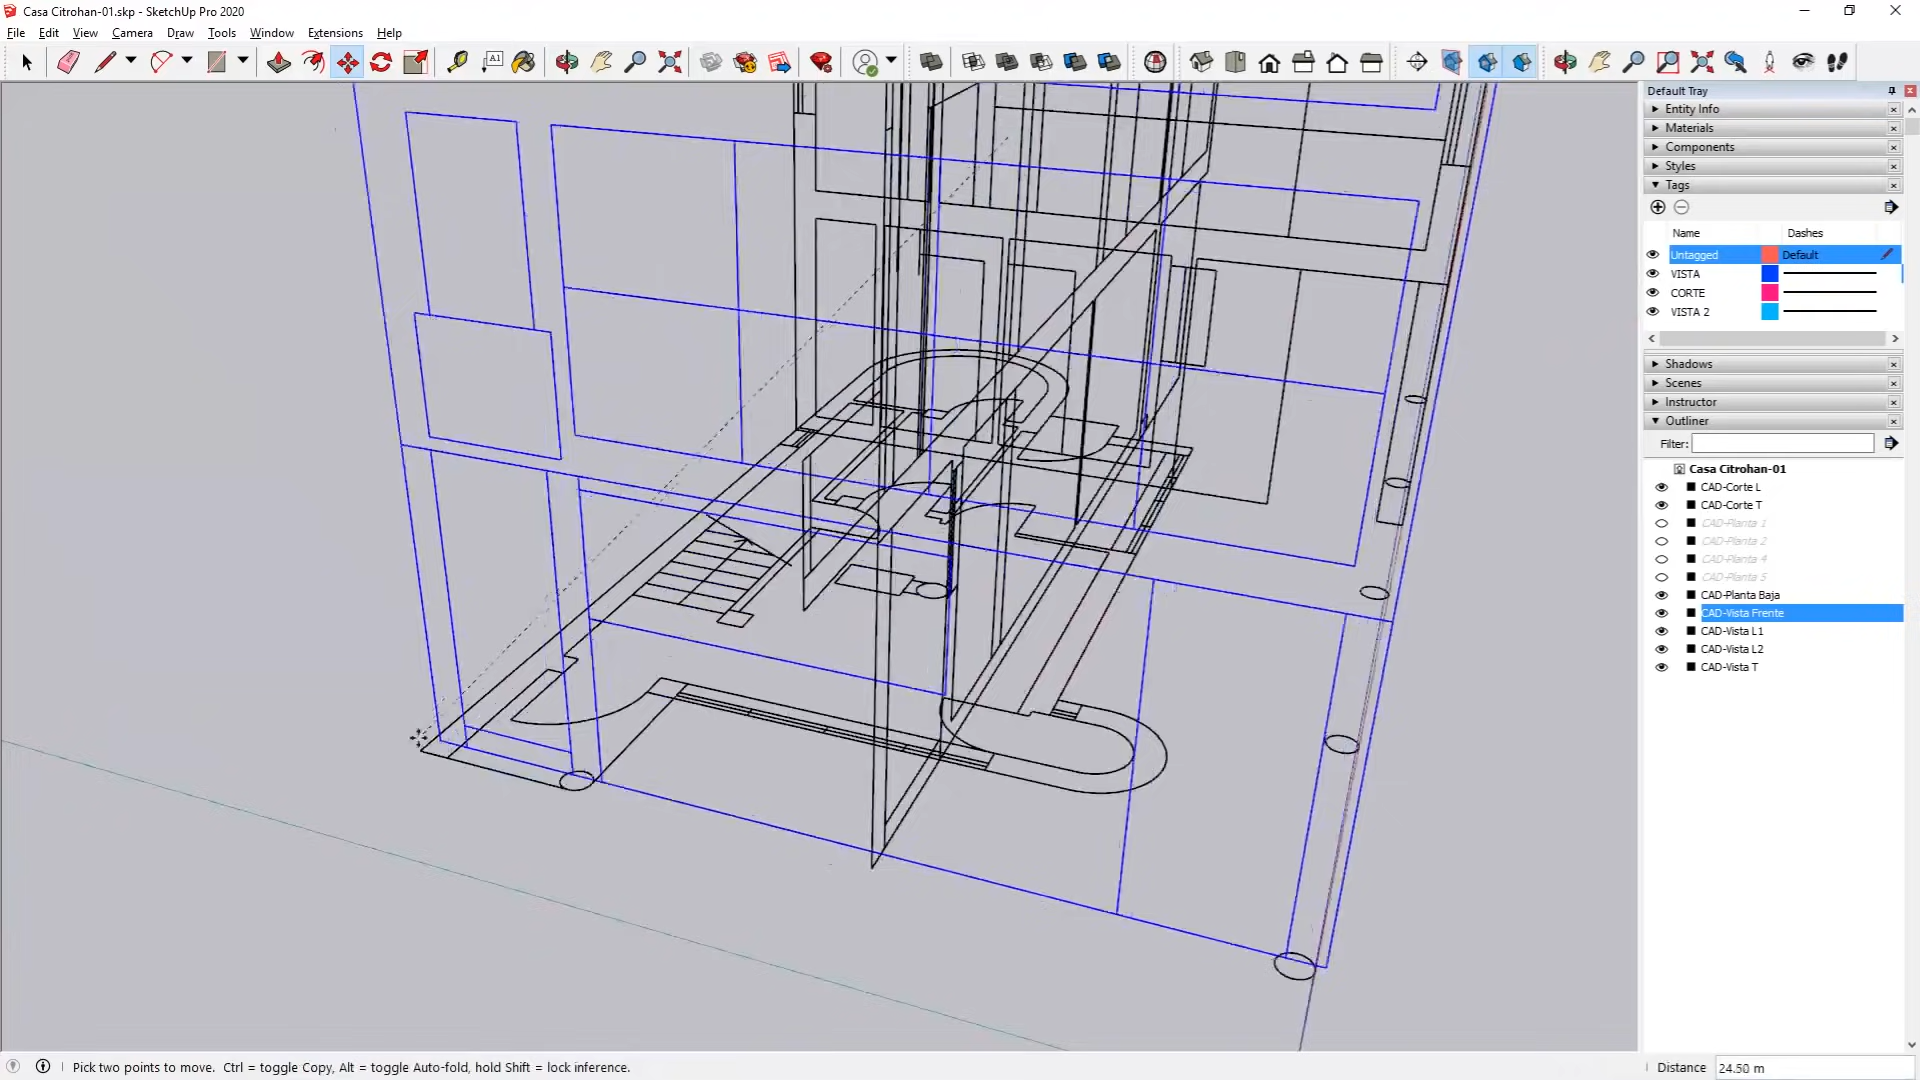 Casa Citrohan-01.skp - SketchUp Pro 2020
File Edit View Camera Draw Tools Window Extensions Help
A1
Default Tray
Entity Info
Materials
Components
Styles
Tags
Name Dashes
Untagged Default
VISTA
CORTE
VISTA 2
Shadows
Scenes
Instructor
Outliner
Filter:
Casa Citrohan-01
CAD-Corte L
CAD-Corte T
CAD-Planta 1
CAD-Planta 2
CAD-Planta 4
CAD-Planta 5
CAD-Planta Baja
CAD-Vista Frente
CAD-Vista L1
CAD-Vista L2
CAD-Vista T
Pick two points to move. Ctrl = toggle Copy, Alt = toggle Auto-fold, hold Shift = lock inference.
Distance 24.50 m